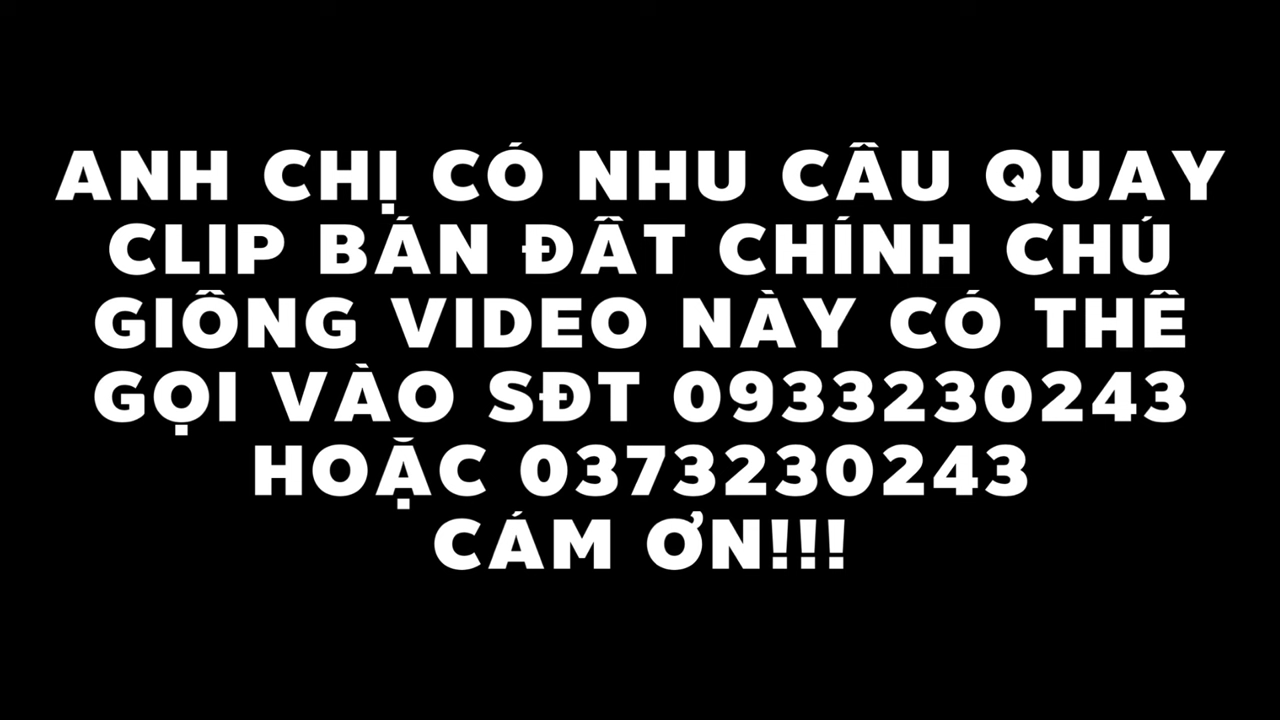 ANH CHỊ CÓ NHU CẦU QUAY
CLIP BÁN ĐẤT CHÍNH CHỦ
GIỐNG VIDEO NÀY CÓ THỂ
GỌI VÀO SĐT 0933230243
HOẶC 0373230243
CÁM ƠN!!!